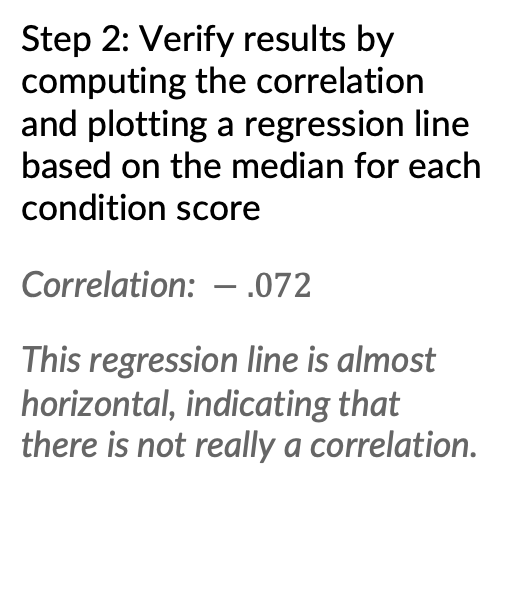 Step 2: Verify results by
computing the correlation
and plotting a regression line
based on the median for each
condition score
Correlation: − .072
This regression line is almost
horizontal, indicating that
there is not really a correlation.